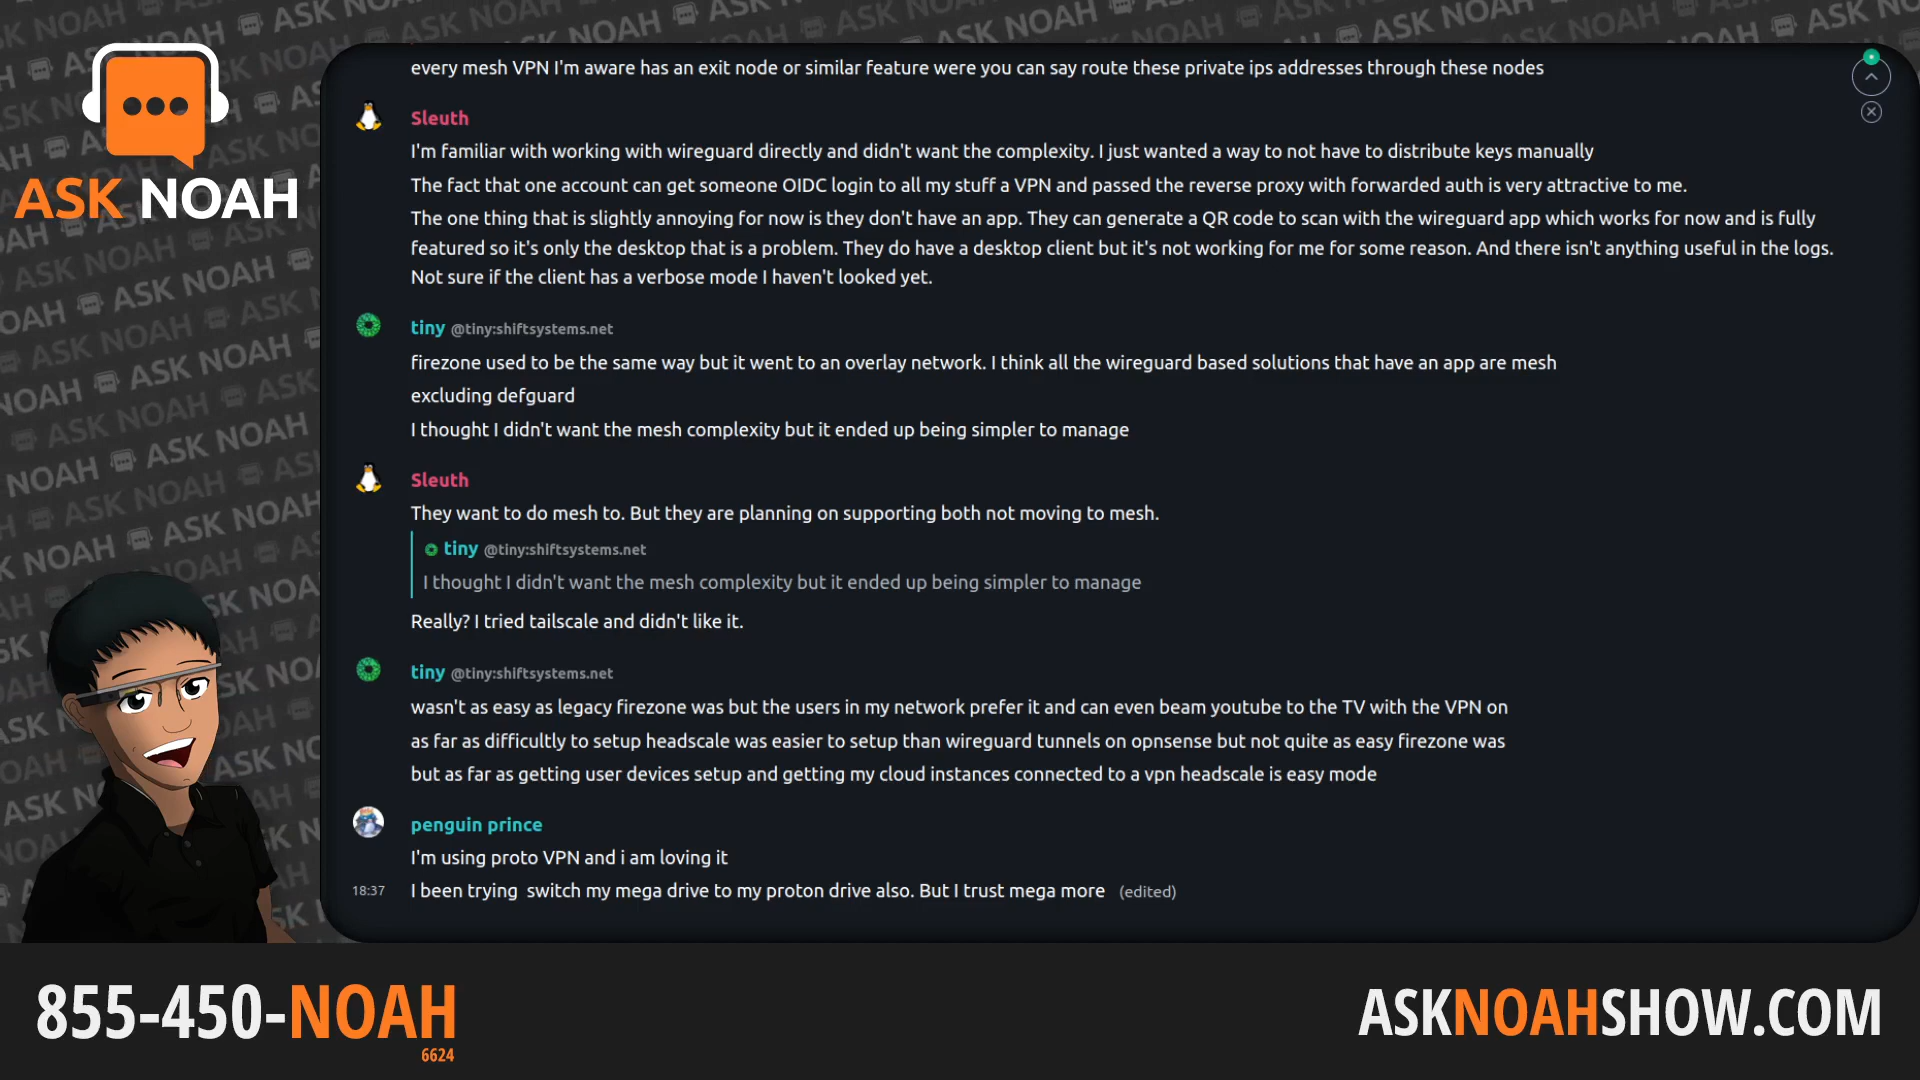 ASK NOAH
every mesh VPN I'm aware has an exit node or similar feature were you can say route these private ips addresses through these nodes
Sleuth
I'm familiar with working with wireguard directly and didn't want the complexity. I just wanted a way to not have to distribute keys manually
The fact that one account can get someone OIDC login to all my stuff a VPN and passed the reverse proxy with forwarded auth is very attractive to me.
The one thing that is slightly annoying for now is they don't have an app. They can generate a QR code to scan with the wireguard app which works for now and is fully
featured so it's only the desktop that is a problem. They do have a desktop client but it's not working for me for some reason. And there isn't anything useful in the logs.
Not sure if the client has a verbose mode I haven't looked yet.
tiny @tiny:shiftsystems.net
firezone used to be the same way but it went to an overlay network. I think all the wireguard based solutions that have an app are mesh
excluding defguard
I thought I didn't want the mesh complexity but it ended up being simpler to manage
Sleuth
They want to do mesh to. But they are planning on supporting both not moving to mesh.
tiny @tiny:shiftsystems.net
I thought I didn't want the mesh complexity but it ended up being simpler to manage
Really? I tried tailscale and didn't like it.
tiny @tiny:shiftsystems.net
wasn't as easy as legacy firezone was but the users in my network prefer it and can even beam youtube to the TV with the VPN on
as far as difficultly to setup headscale was easier to setup than wireguard tunnels on opnsense but not quite as easy firezone was
but as far as getting user devices setup and getting my cloud instances connected to a vpn headscale is easy mode
penguin prince
I'm using proto VPN and i am loving it
18:37 I been trying  switch my mega drive to my proton drive also. But I trust mega more (edited)
855-450-NOAH
6624
ASKNOAHSHOW.COM